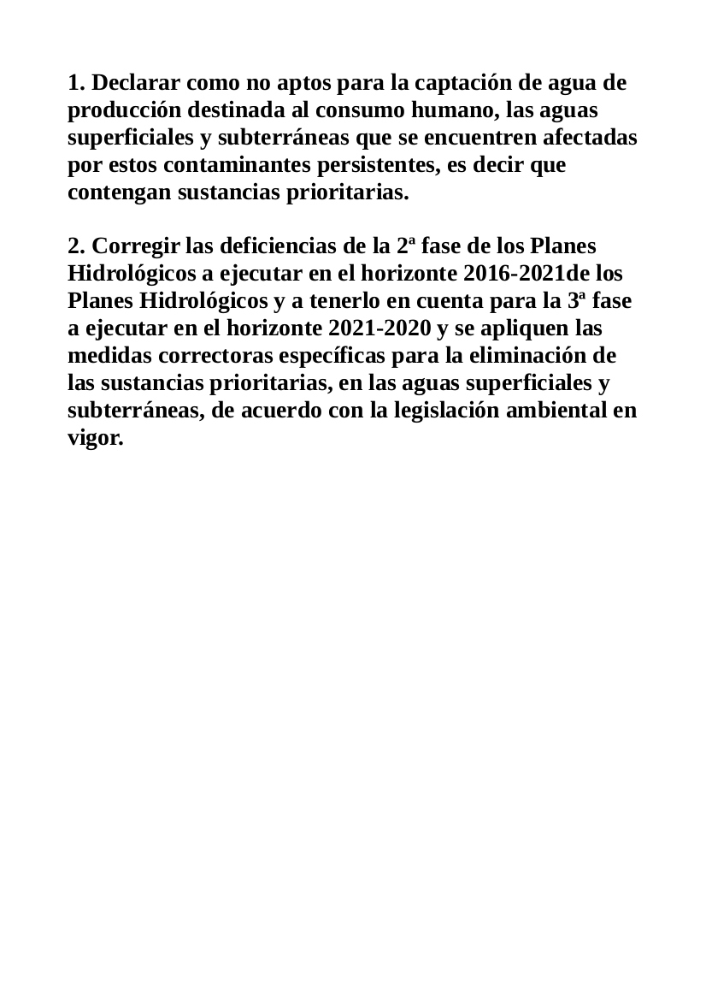 1. Declarar como no aptos para la captación de agua de
producción destinada al consumo humano, las aguas
superficiales y subterráneas que se encuentren afectadas
por estos contaminantes persistentes, es decir que
contengan sustancias prioritarias.
2. Corregir las deficiencias de la 2ª fase de los Planes
Hidrológicos a ejecutar en el horizonte 2016-2021de los
Planes Hidrológicos y a tenerlo en cuenta para la 3ª fase
a ejecutar en el horizonte 2021-2020 y se apliquen las
medidas correctoras específicas para la eliminación de
las sustancias prioritarias, en las aguas superficiales y
subterráneas, de acuerdo con la legislación ambiental en
vigor.